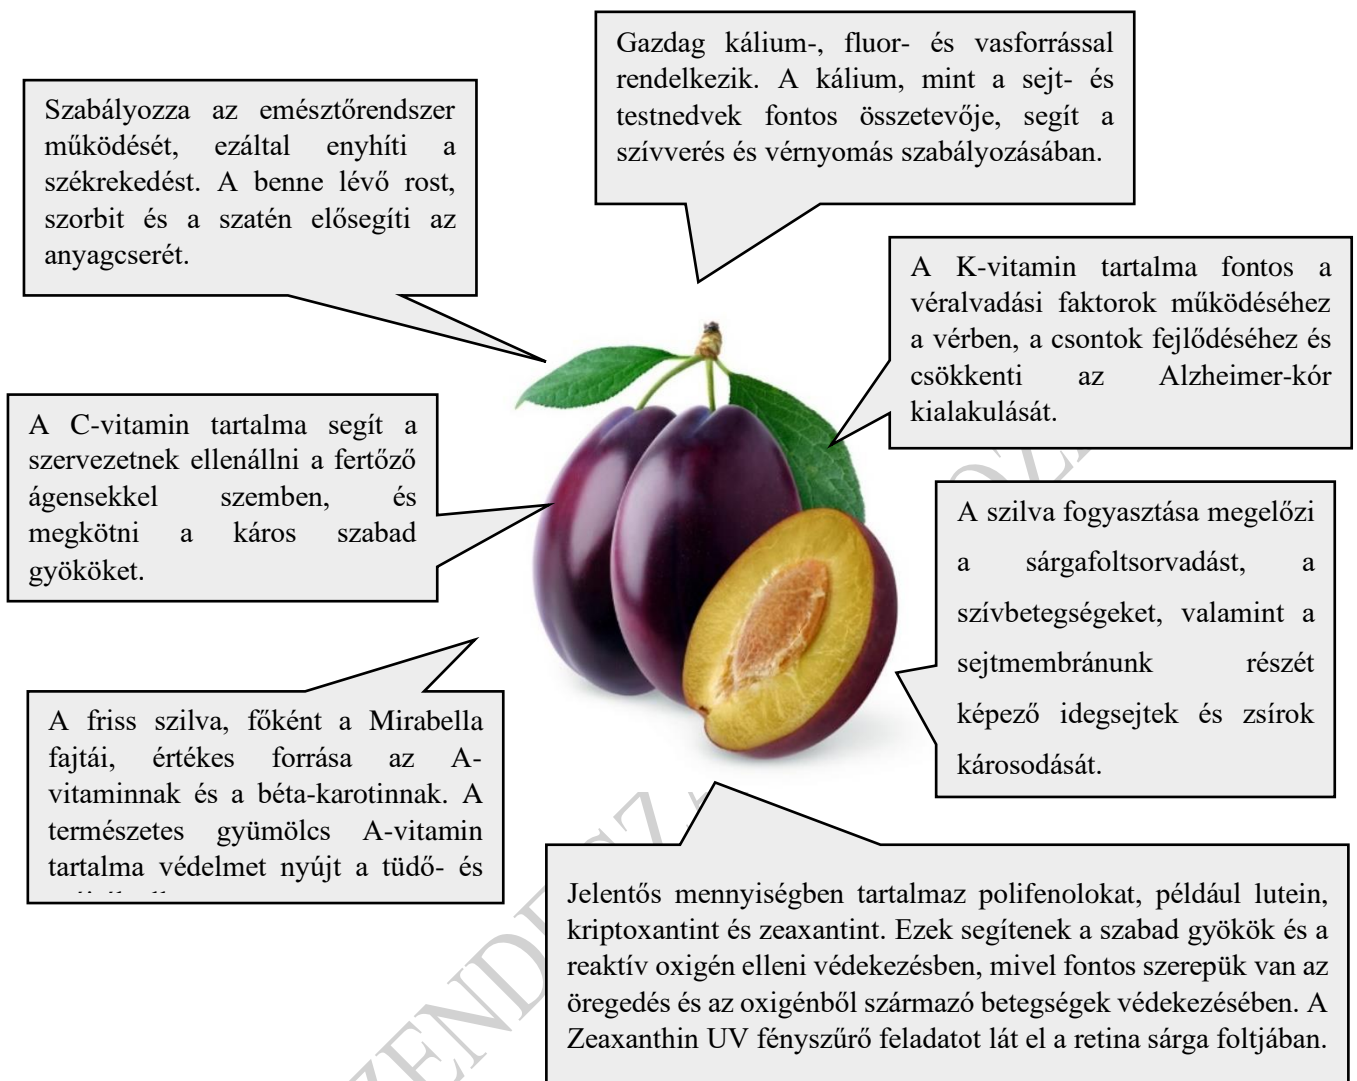 Gazdag kálium-, fluor- és vasforrással
rendelkezik. A kálium, mint a sejt- és
testnedvek fontos összetevője, segít a
szívverés és vérnyomás szabályozásában.
Szabályozza az emésztőrendszer
működését, ezáltal enyhíti a
székrekedést. A benne lévő rost,
szorbit és a szatén elősegíti az
anyagcserét.
A K-vitamin tartalma fontos a
véralvadási faktorok működéséhez
a vérben, a csontok fejlődéséhez és
csökkenti az Alzheimer-kór
kialakulását.
A C-vitamin tartalma segít a
szervezetnek ellenállni a fertőző
ágensekkel szemben, és
megkötni a káros szabad
gyököket.
A szilva fogyasztása megelőzi
a sárgafoltsorvadást, a
szívbetegségeket, valamint a
sejtmembránunk részét
képező idegsejtek és zsírok
károsodását.
A friss szilva, főként a Mirabella
fajtái, értékes forrása az A-
vitaminnak és a béta-karotinnak. A
természetes gyümölcs A-vitamin
tartalma védelmet nyújt a tüdő- és
Jelentős mennyiségben tartalmaz polifenolokat, például lutein,
kriptoxantint és zeaxantint. Ezek segítenek a szabad gyökök és a
reaktív oxigén elleni védekezésben, mivel fontos szerepük van az
öregedés és az oxigénből származó betegségek védekezésében. A
Zeaxanthin UV fényszűrő feladatot lát el a retina sárga foltjában.